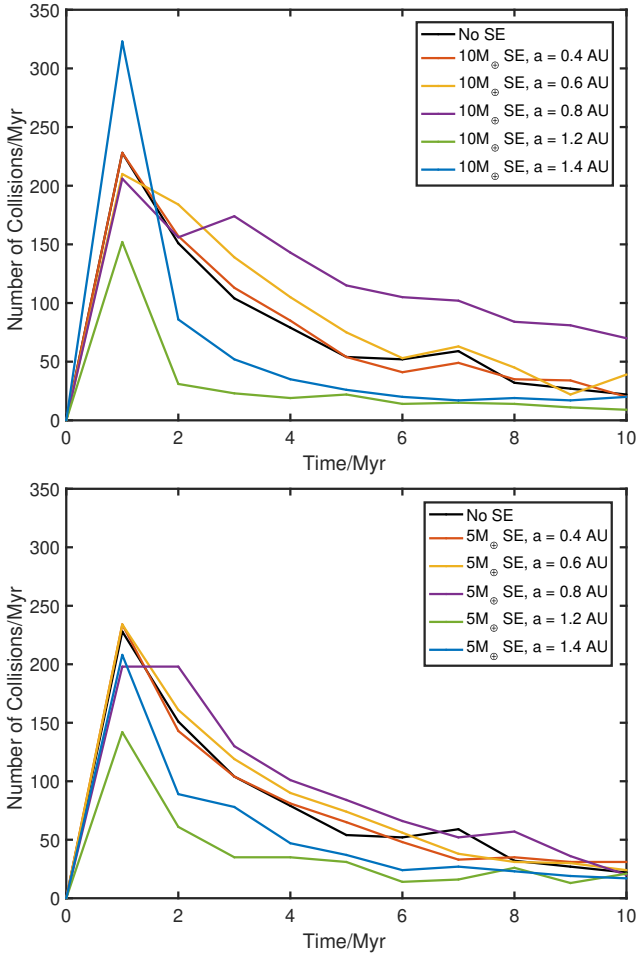 350
300
250
200
150
100
50
0
Number of Collisions/Myr
No SE
10M⊕ SE, a = 0.4 AU
10M⊕ SE, a = 0.6 AU
10M⊕ SE, a = 0.8 AU
10M⊕ SE, a = 1.2 AU
10M⊕ SE, a = 1.4 AU
0 2 4 6 8 10
Time/Myr
350
300
250
200
150
100
50
0
Number of Collisions/Myr
No SE
5M⊕ SE, a = 0.4 AU
5M⊕ SE, a = 0.6 AU
5M⊕ SE, a = 0.8 AU
5M⊕ SE, a = 1.2 AU
5M⊕ SE, a = 1.4 AU
0 2 4 6 8 10
Time/Myr